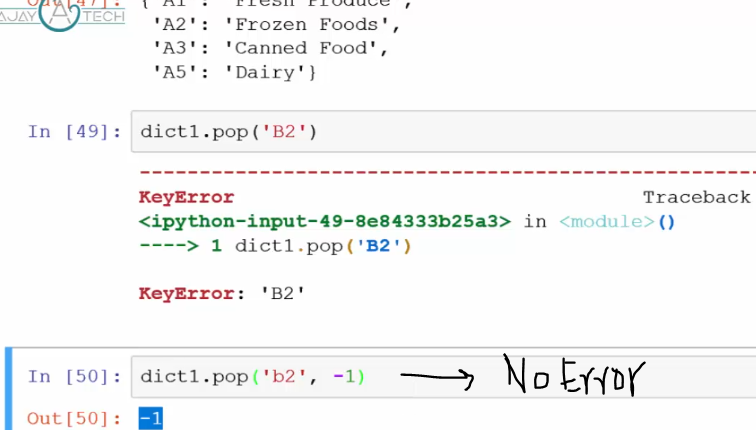 AJAY TECH
Out[47]: {'A1': 'Fresh Produce',
'A2': 'Frozen Foods',
'A3': 'Canned Food',
'A5': 'Dairy'}
In [49]: dict1.pop('B2')
---------------------------------------------------------------------------
KeyError Traceback
<ipython-input-49-8e84333b25a3> in <module>()
----> 1 dict1.pop('B2')
KeyError: 'B2'
In [50]: dict1.pop('b2', -1) → No Error
Out[50]: -1